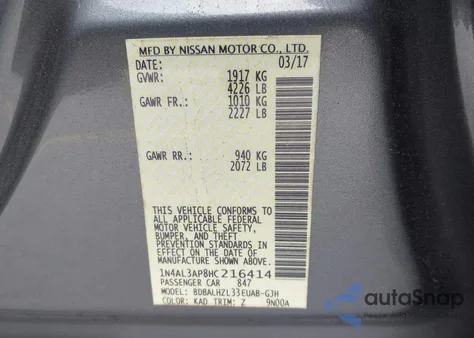 MFD BY NISSAN MOTOR CO., LTD.
DATE: 03/17
GVWR: 1917 KG
4226 LB
GAWR FR.: 1010 KG
2227 LB
GAWR RR.: 940 KG
2072 LB
THIS VEHICLE CONFORMS TO
ALL APPLICABLE FEDERAL
MOTOR VEHICLE SAFETY,
BUMPER, AND THEFT
PREVENTION STANDARDS IN
EFFECT ON THE DATE OF
MANUFACTURE SHOWN ABOVE.
1N4AL3AP8HC216414
PASSENGER CAR 847
MODEL: BDBALHZL33EUAB-GJH
COLOR: KAD TRIM: Z 9N00A
autoSnap